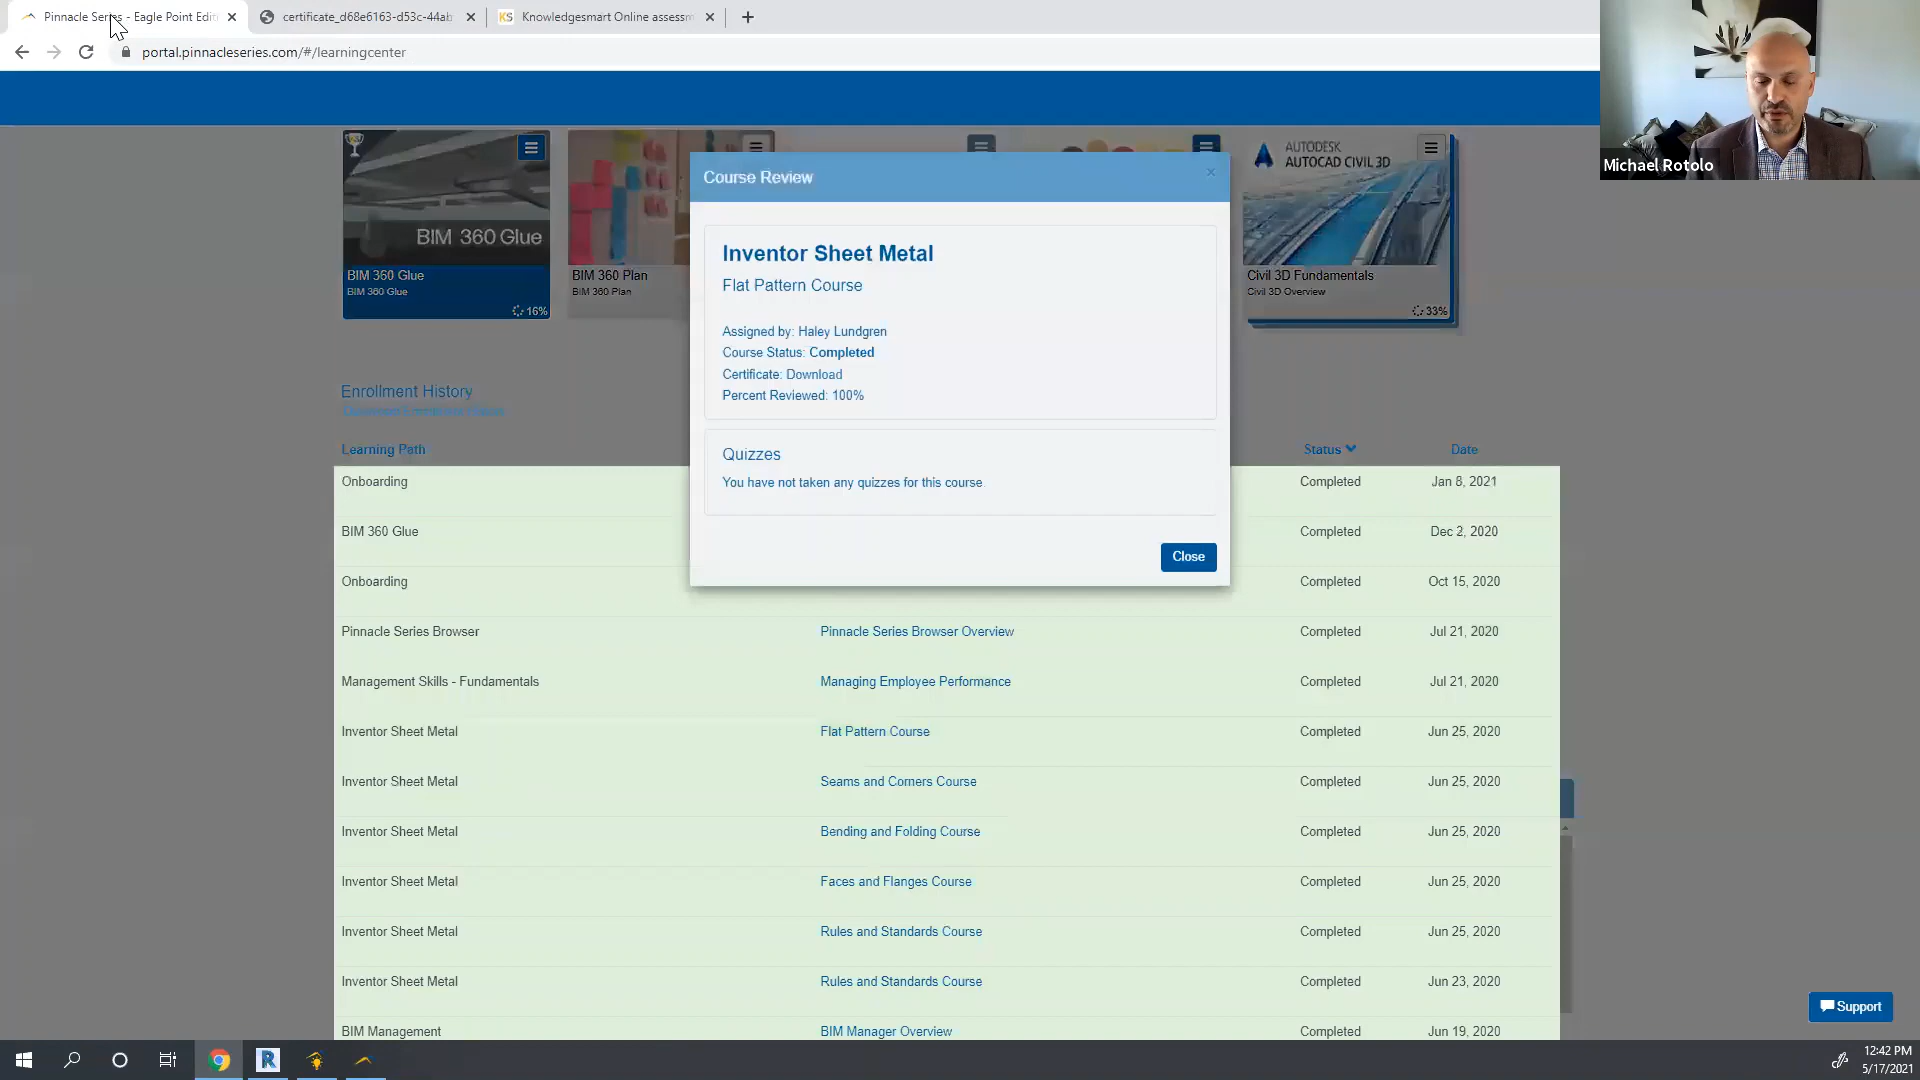 Pinnacle Series - Eagle Point Edit
certificate_d68e6163-d53c-44ab
KS Knowledgesmart Online assessm
portal.pinnacleseries.com/#/learningcenter
Michael Rotolo
BIM 360 Glue
BIM 360 Glue
BIM 360 Glue
16%
BIM 360 Plan
BIM 360 Plan
AUTODESK
AUTOCAD CIVIL 3D
Civil 3D Fundamentals
Civil 3D Overview
33%
Course Review
×
Inventor Sheet Metal
Flat Pattern Course
Assigned by: Haley Lundgren
Course Status: Completed
Certificate: Download
Percent Reviewed: 100%
Quizzes
You have not taken any quizzes for this course
Close
Enrollment History
Learning Path Status Date
Onboarding Completed Jan 8, 2021
BIM 360 Glue Completed Dec 2, 2020
Onboarding Completed Oct 15, 2020
Pinnacle Series Browser Pinnacle Series Browser Overview Completed Jul 21, 2020
Management Skills - Fundamentals Managing Employee Performance Completed Jul 21, 2020
Inventor Sheet Metal Flat Pattern Course Completed Jun 25, 2020
Inventor Sheet Metal Seams and Corners Course Completed Jun 25, 2020
Inventor Sheet Metal Bending and Folding Course Completed Jun 25, 2020
Inventor Sheet Metal Faces and Flanges Course Completed Jun 25, 2020
Inventor Sheet Metal Rules and Standards Course Completed Jun 25, 2020
Inventor Sheet Metal Rules and Standards Course Completed Jun 23, 2020
BIM Management BIM Manager Overview Completed Jun 19, 2020
Support
R
12:42 PM
5/17/2021